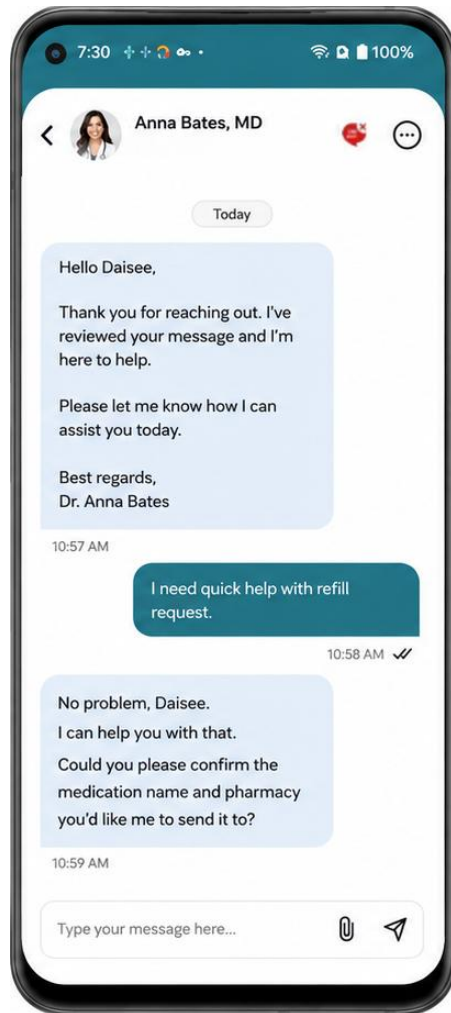 7:30
100%
Anna Bates, MD
Today
Hello Daisee,
Thank you for reaching out. I've
reviewed your message and I'm
here to help.
Please let me know how I can
assist you today.
Best regards,
Dr. Anna Bates
10:57 AM
I need quick help with refill
request.
10:58 AM
No problem, Daisee.
I can help you with that.
Could you please confirm the
medication name and pharmacy
you'd like me to send it to?
10:59 AM
Type your message here...